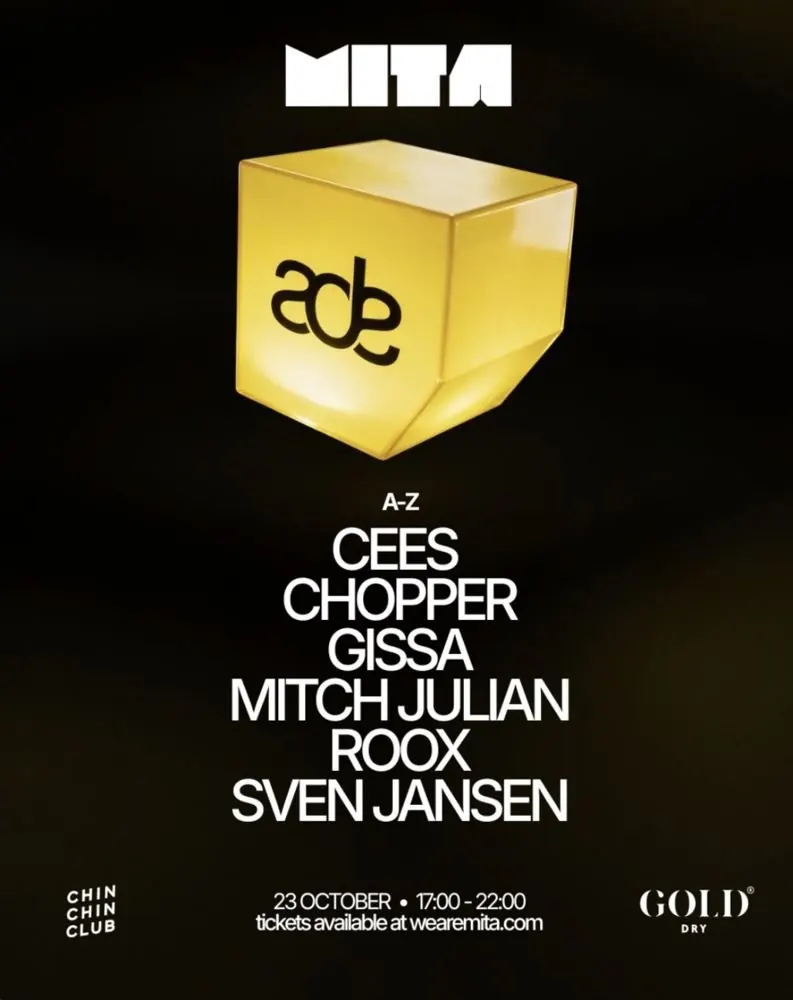 MITA
ade
A-Z
CEES
CHOPPER
GISSA
MITCH JULIAN
ROOX
SVEN JANSEN
CHIN
CHIN
CLUB
23 OCTOBER • 17:00 - 22:00
tickets available at wearemita.com
GOLD®
DRY